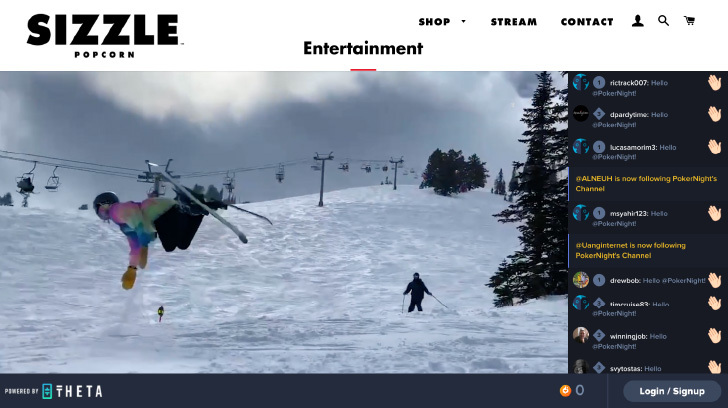 SIZZLE
POPCORN
SHOP STREAM CONTACT
Entertainment
1 rictrack007: Hello
@PokerNight!
dpardytime: Hello
@PokerNight!
1 lucasamorim3: Hello
@PokerNight!
@ALNEUH is now following PokerNight's
Channel
1 msyahir123: Hello
@PokerNight!
@Uanginternet is now following
PokerNight's Channel
1 drewbob: Hello @PokerNight!
timcruise83: Hello
@PokerNight!
winningjob: Hello
@PokerNight!
svytostas: Hello
POWERED BY THETA
0
Login / Signup